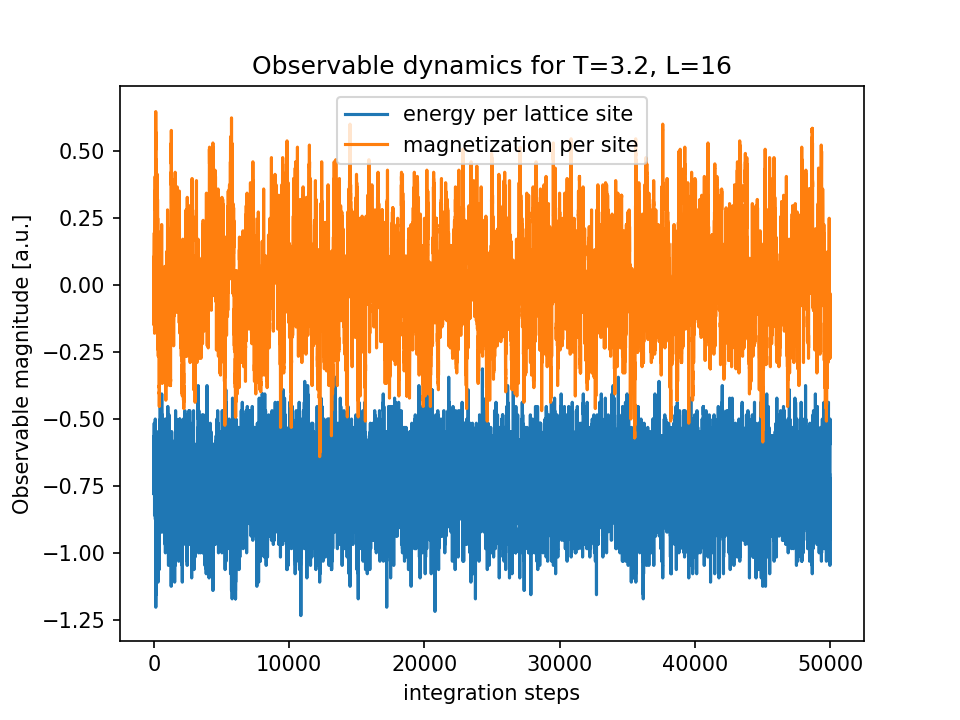 Observable dynamics for T=3.2, L=16
energy per lattice site
magnetization per site
Observable magnitude [a.u.]
0.50
0.25
0.00
−0.25
−0.50
−0.75
−1.00
−1.25
0 10000 20000 30000 40000 50000
integration steps